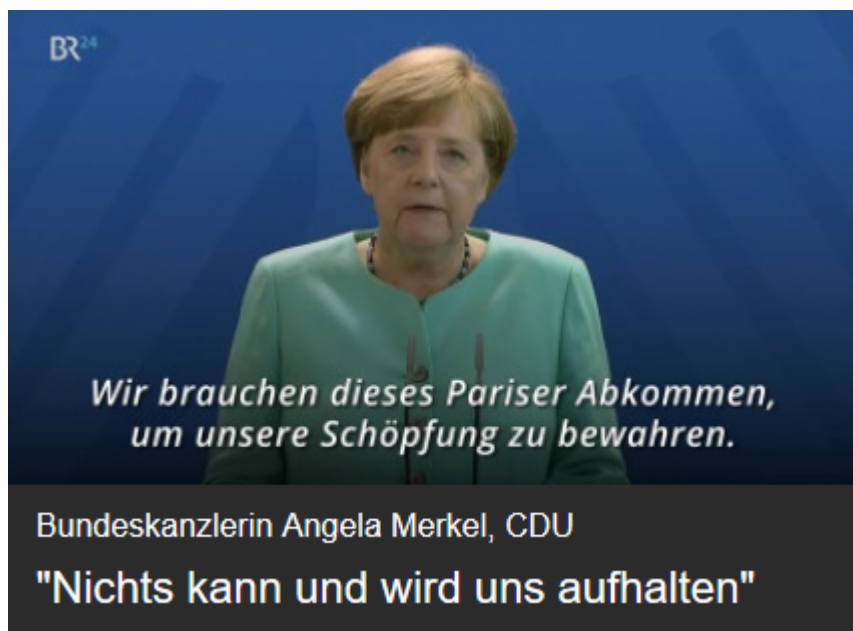 BR24
Wir brauchen dieses Pariser Abkommen,
um unsere Schöpfung zu bewahren.
Bundeskanzlerin Angela Merkel, CDU
"Nichts kann und wird uns aufhalten"